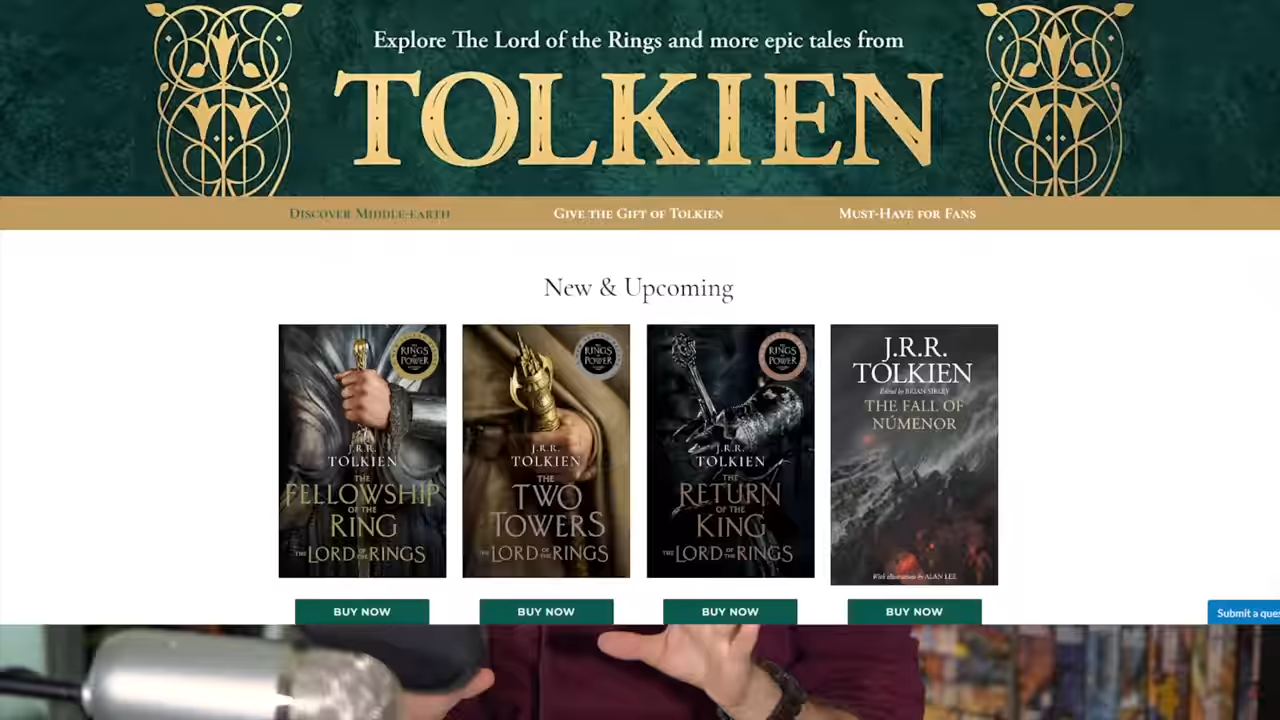 Explore The Lord of the Rings and more epic tales from
TOLKIEN
Discover Middle-earth
Give the Gift of Tolkien
Must-Have for Fans
New & Upcoming
THE
RINGS
OF
POWER
J.R.R.
TOLKIEN
THE
FELLOWSHIP
OF THE
RING
THE LORD OF THE RINGS
THE
RINGS
OF
POWER
J.R.R.
TOLKIEN
THE
TWO
TOWERS
THE LORD OF THE RINGS
THE
RINGS
OF
POWER
J.R.R.
TOLKIEN
THE
RETURN
OF THE
KING
THE LORD OF THE RINGS
J.R.R.
TOLKIEN
Edited by BRIAN SIBLEY
THE FALL OF
NÚMENOR
With illustrations by ALAN LEE
BUY NOW
BUY NOW
BUY NOW
BUY NOW
Submit a ques